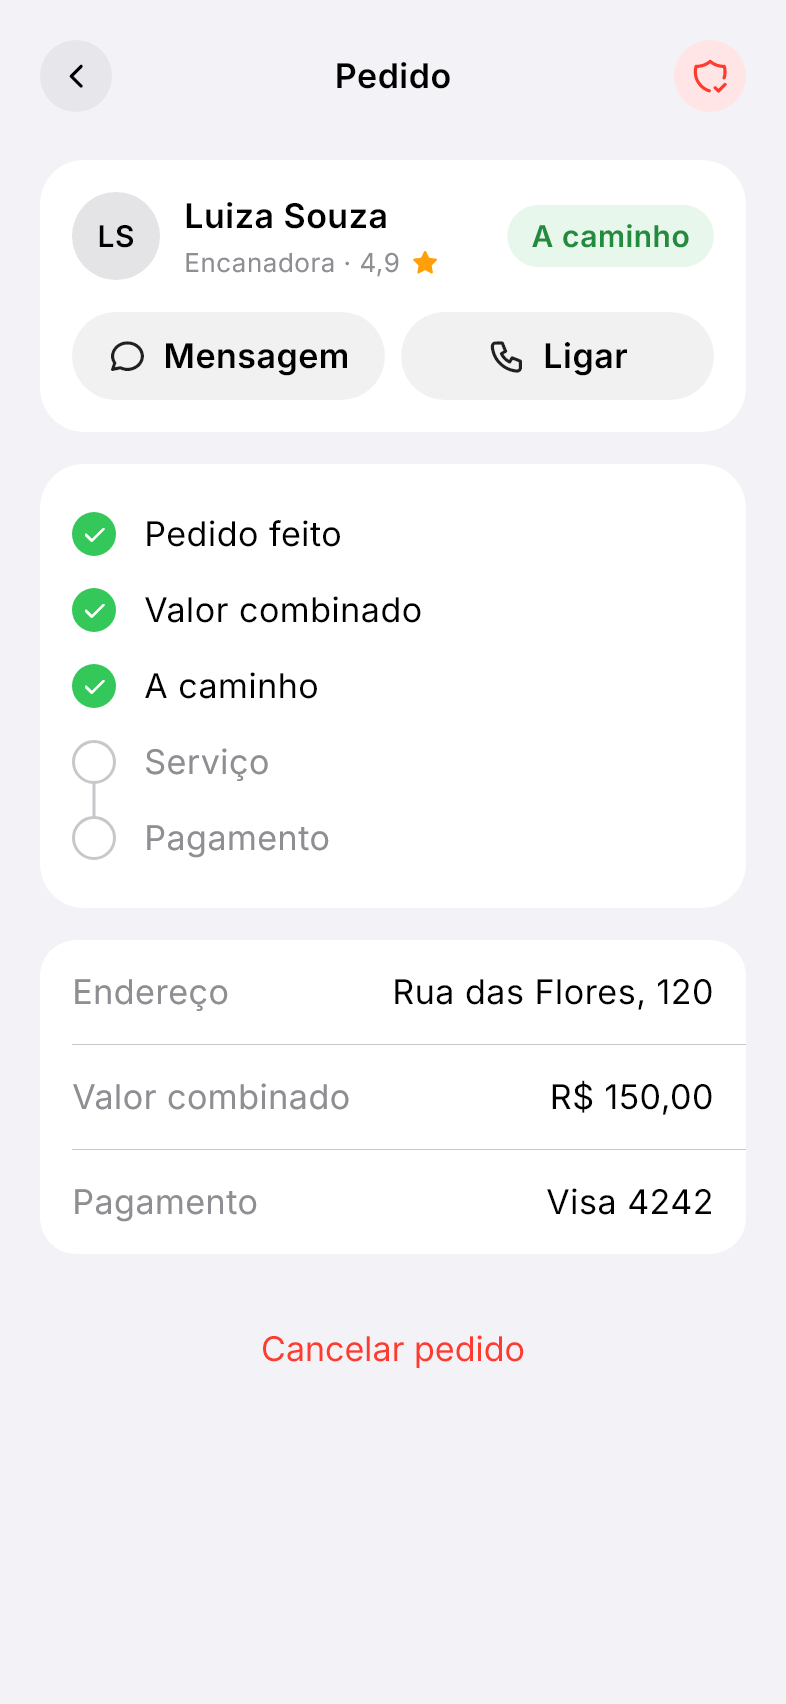 Pedido
LS
Luiza Souza
Encanadora · 4,9
A caminho
Mensagem
Ligar
Pedido feito
Valor combinado
A caminho
Serviço
Pagamento
Endereço
Rua das Flores, 120
Valor combinado
R$ 150,00
Pagamento
Visa 4242
Cancelar pedido